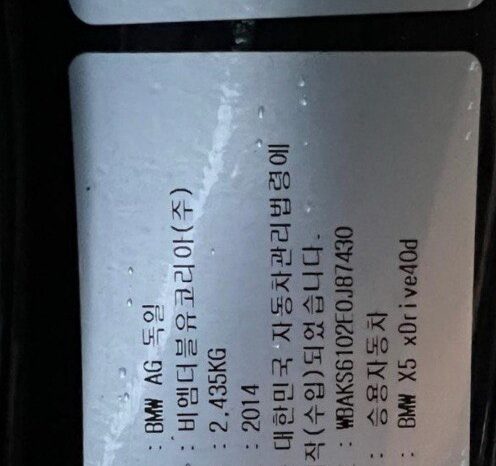 : BMW AG 독일
: 비엠더블유코리아(주)
: 2,435KG
: 2014
대한민국 자동차관리법령에
작(수입)되었습니다.
: WBAKS6102E0J87430
: 승용자동차
: BMW X5 xDrive40d